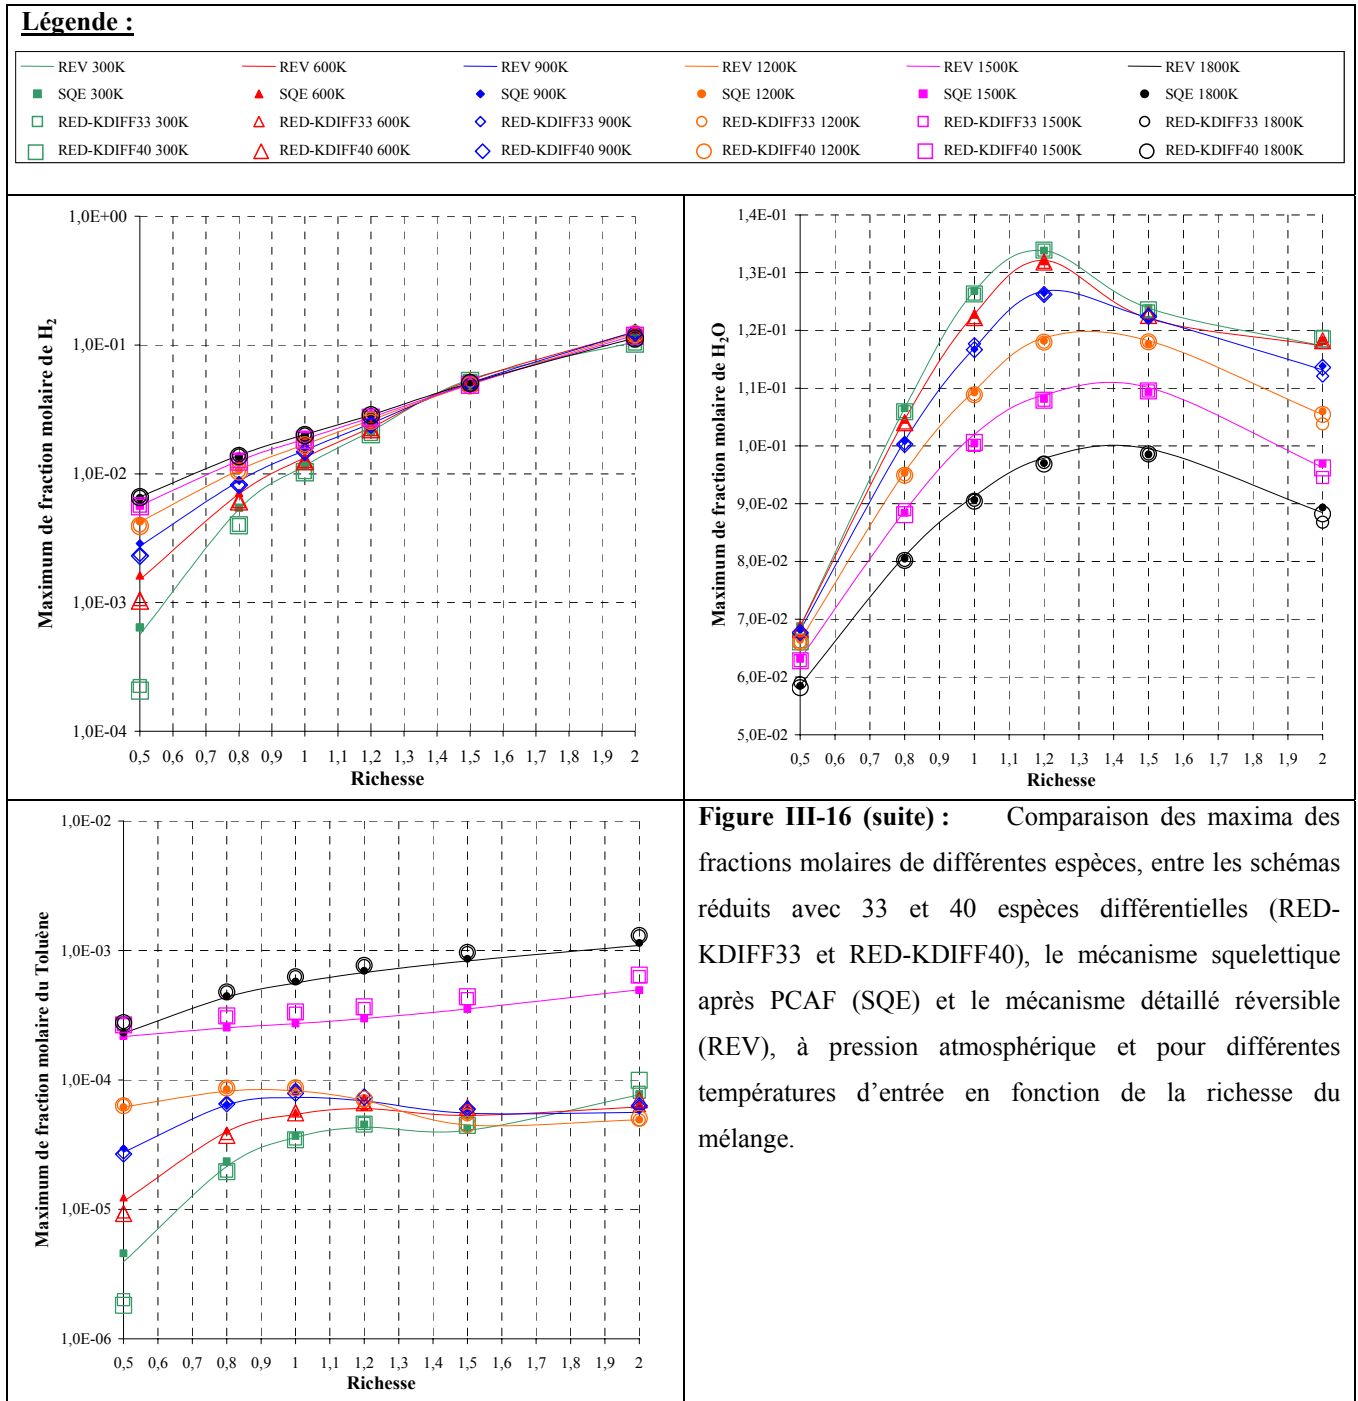 Légende :
REV 300K REV 600K REV 900K REV 1200K REV 1500K REV 1800K
SQE 300K SQE 600K SQE 900K SQE 1200K SQE 1500K SQE 1800K
RED-KDIFF33 300K RED-KDIFF33 600K RED-KDIFF33 900K RED-KDIFF33 1200K RED-KDIFF33 1500K RED-KDIFF33 1800K
RED-KDIFF40 300K RED-KDIFF40 600K RED-KDIFF40 900K RED-KDIFF40 1200K RED-KDIFF40 1500K RED-KDIFF40 1800K
Maximum de fraction molaire de H2
1,0E+00
1,0E-01
1,0E-02
1,0E-03
1,0E-04
0,5 0,6 0,7 0,8 0,9 1 1,1 1,2 1,3 1,4 1,5 1,6 1,7 1,8 1,9 2
Richesse
Maximum de fraction molaire de H2O
1,4E-01
1,3E-01
1,2E-01
1,1E-01
1,0E-01
9,0E-02
8,0E-02
7,0E-02
6,0E-02
5,0E-02
0,5 0,6 0,7 0,8 0,9 1 1,1 1,2 1,3 1,4 1,5 1,6 1,7 1,8 1,9 2
Richesse
Maximum de fraction molaire du Toluène
1,0E-02
1,0E-03
1,0E-04
1,0E-05
1,0E-06
0,5 0,6 0,7 0,8 0,9 1 1,1 1,2 1,3 1,4 1,5 1,6 1,7 1,8 1,9 2
Richesse
Figure III-16 (suite) : Comparaison des maxima des
fractions molaires de différentes espèces, entre les schémas
réduits avec 33 et 40 espèces différentielles (RED-
KDIFF33 et RED-KDIFF40), le mécanisme squelettique
après PCAF (SQE) et le mécanisme détaillé réversible
(REV), à pression atmosphérique et pour différentes
températures d'entrée en fonction de la richesse du
mélange.